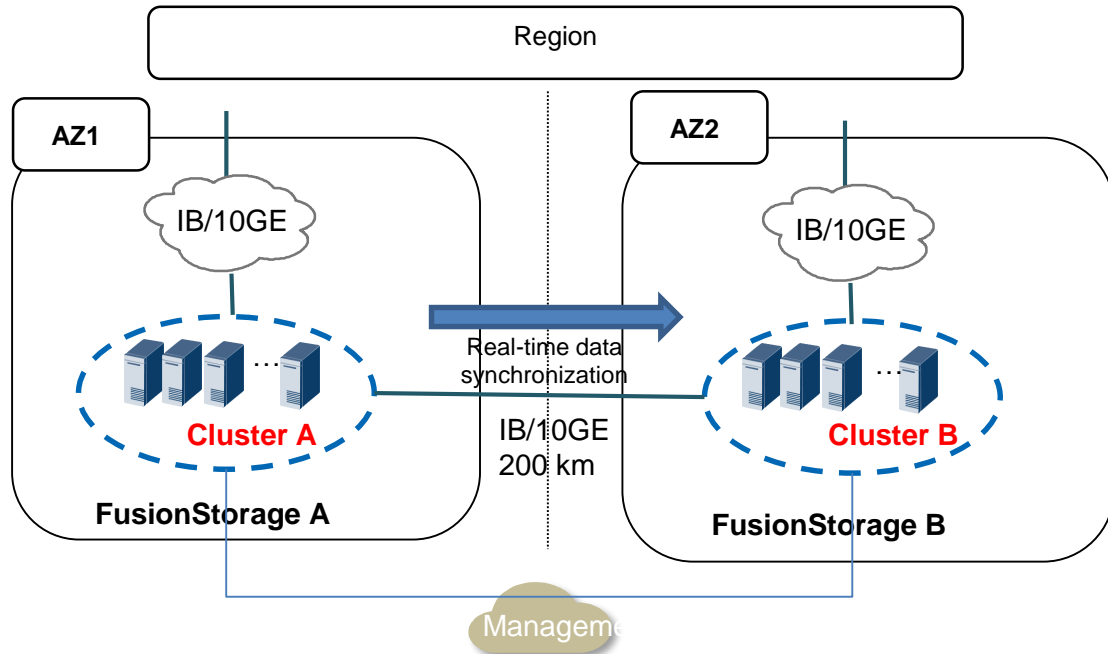 Region
AZ1
AZ2
IB/10GE
IB/10GE
Real-time data
synchronization
...
...
Cluster A
Cluster B
IB/10GE
200 km
FusionStorage A
FusionStorage B